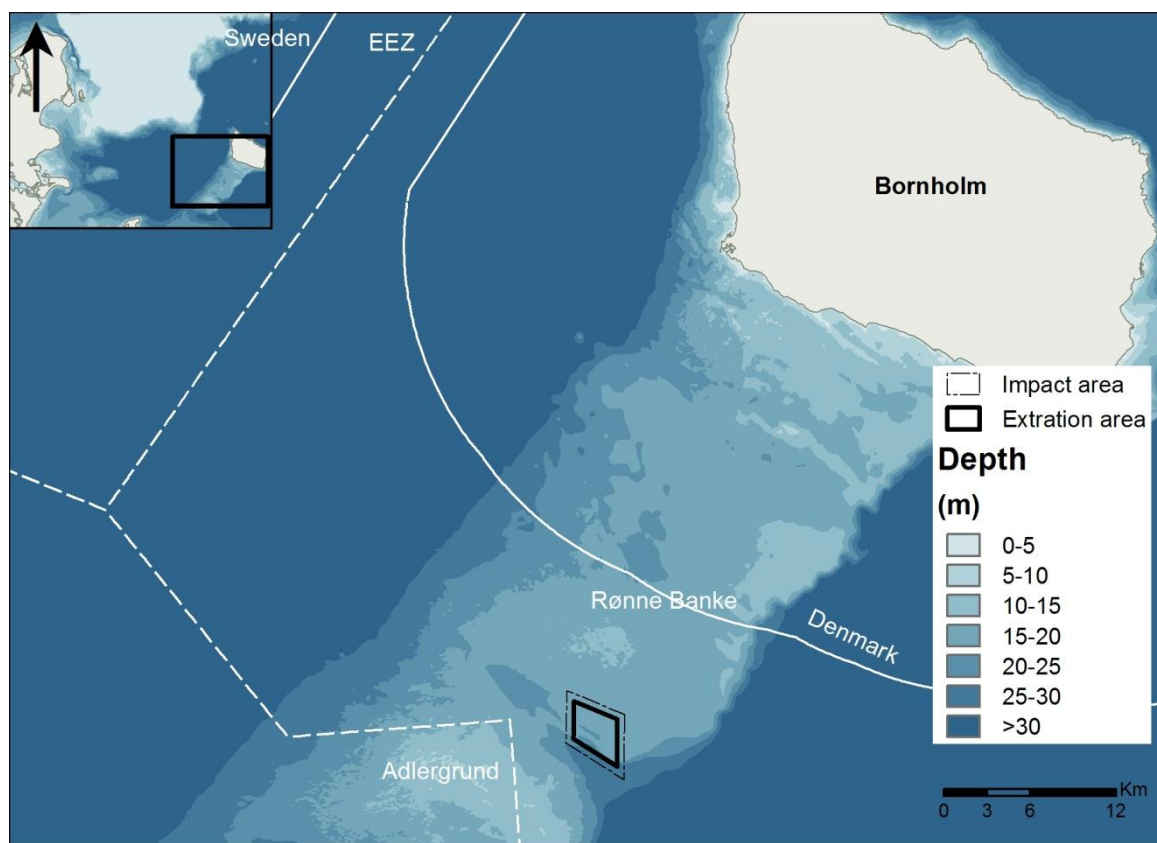 Sweden
EEZ
Bornholm
Impact area
Extration area
Depth
(m)
0-5
5-10
10-15
15-20
20-25
25-30
>30
Rønne Banke
Denmark
Adlergrund
Km
0 3 6 12